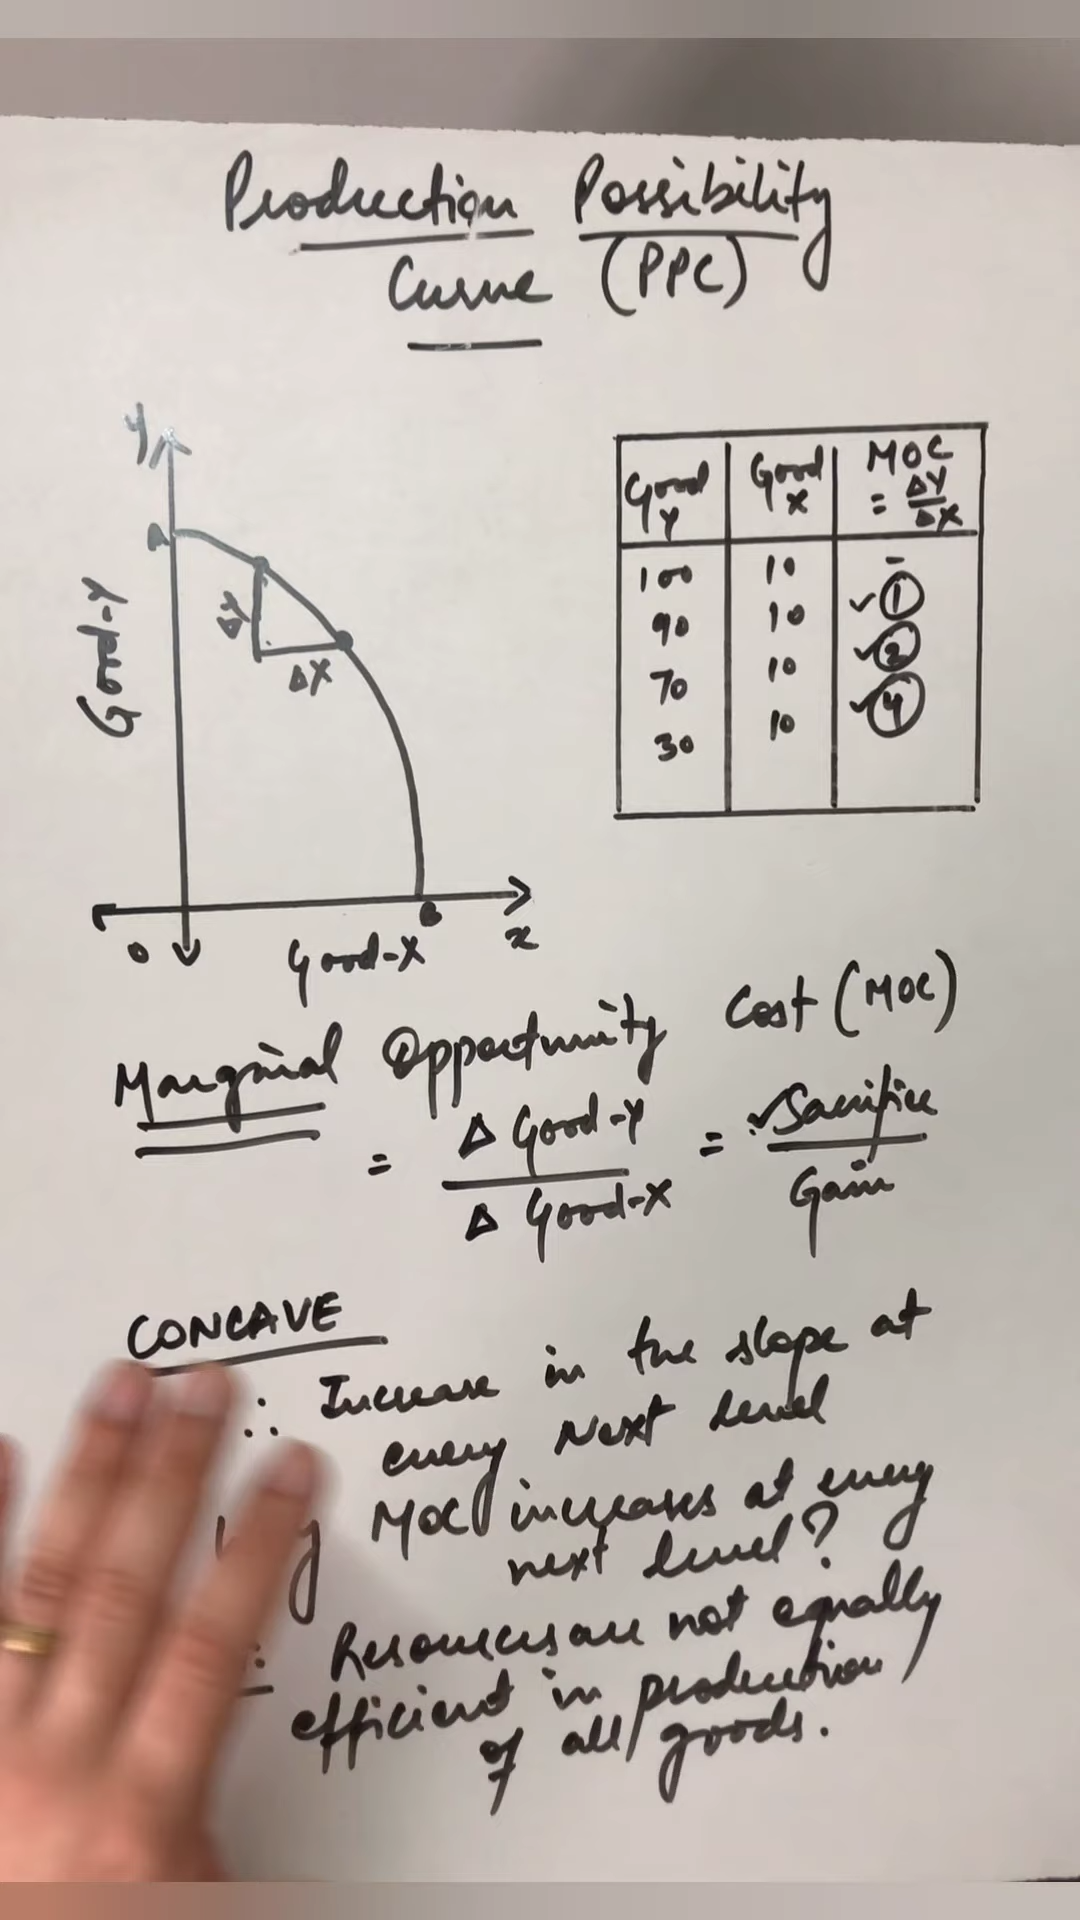 Production Possibility
Curve (PPC)
Y
A
Good-Y
ΔY
ΔX
B
O
Good-X
x
Good Y | Good X | MOC = ΔY/ΔX
100 | 10 | -
90 | 10 | ✓ 1
70 | 10 | ✓ 2
30 | 10 | ✓ 4
Marginal Opportunity Cost (MOC)
= Δ Good-Y / Δ Good-X = ✓ Sacrifice / Gain
CONCAVE
∴ Increase in the slope at
every Next level
MOC increases at every
next level?
Resources are not equally
efficient in production
of all goods.